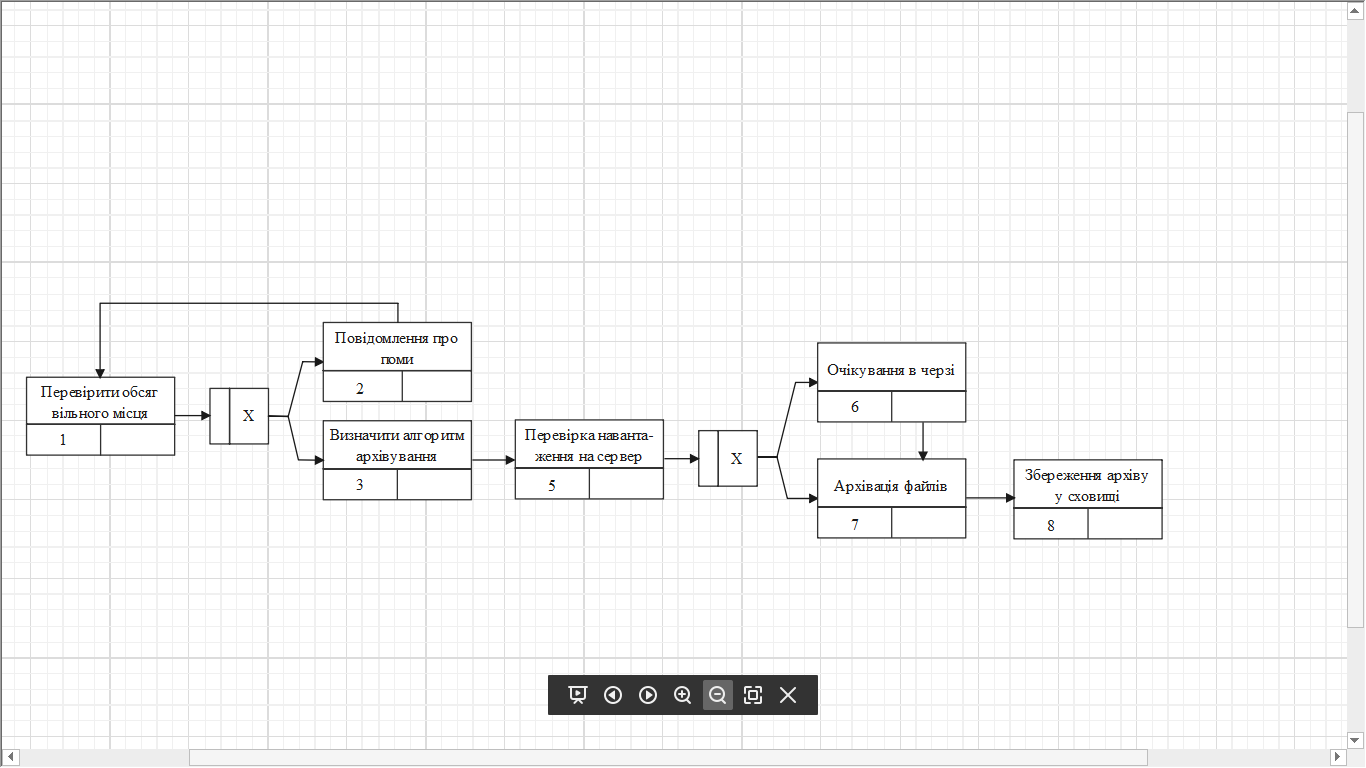 Перевірити обсяг
вільного місця
1
X
Повідомлення про
поми
2
Визначити алгоритм
архівування
3
Перевірка наванта-
ження на сервер
5
X
Очікування в черзі
6
Архівація файлів
7
Збереження архіву
у сховищі
8